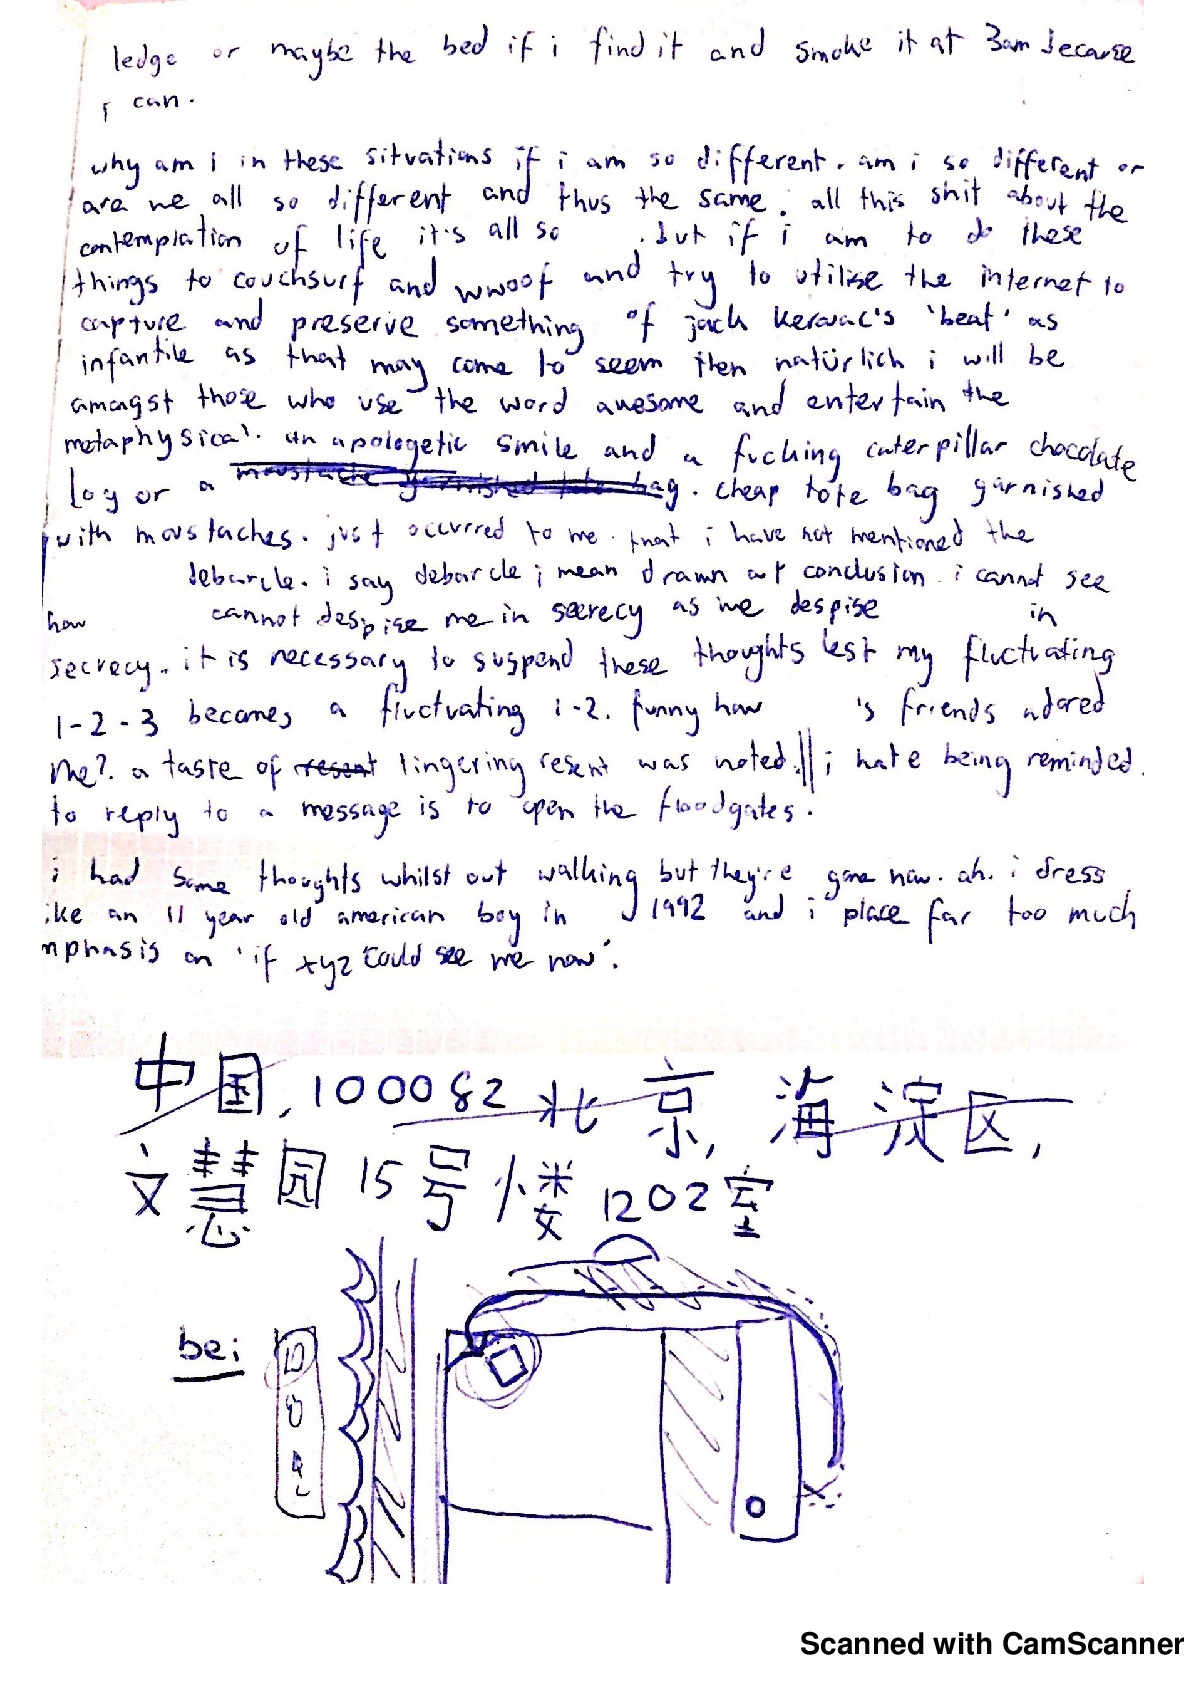 ledge or maybe the bed if i find it and smoke it at 3am because
i can.
why am i in these situations if i am so different. am i so different or
are we all so different and thus the same. all this shit about the
contemplation of life it's all so . but if i am to do these
things to couchsurf and wwoof and try to utilise the internet to
capture and preserve something of jack kerouac's 'beat' as
infantile as that may come to seem then natürlich i will be
amongst those who use the word awesome and entertain the
metaphysical. an apologetic smile and a fucking caterpillar chocolate
log or a moustache garnished tote bag. cheap tote bag garnished
with moustaches. just occurred to me that i have not mentioned the
debarcle. i say debarcle i mean drawn out conclusion. i cannot see
how cannot despise me in secrecy as we despise in
secrecy. it is necessary to suspend these thoughts lest my fluctuating
1-2-3 becomes a fluctuating 1-2. funny how 's friends adored
me?. a taste of resent lingering resent was noted. || i hate being reminded.
to reply to a message is to open the floodgates.
i had some thoughts whilst out walking but they're gone now. ah. i dress
ike an 11 year old american boy in 1992 and i place far too much
mphasis on 'if xyz could see me now'.
中国, 100082 北京, 海淀区,
文慧园 15号楼 1202室
bei
Scanned with CamScanner